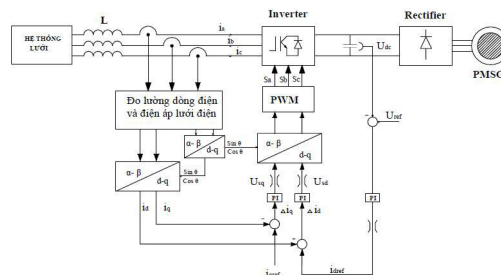 L
ia
ib
ic
Inverter
Rectifier
HỆ THỐNG
LƯỚI
Udc
PMSG
Sa
Sb
Sc
PWM
Đo lường dòng điện
và điện áp lưới điện
α- β
d-q
Sin θ
Cos θ
α- β
d-q
Uref
α- β
d-q
Sin θ
Cos θ
Usq
Usd
PI
PI
id
iq
Δiq
Δid
iqref
idref
PI